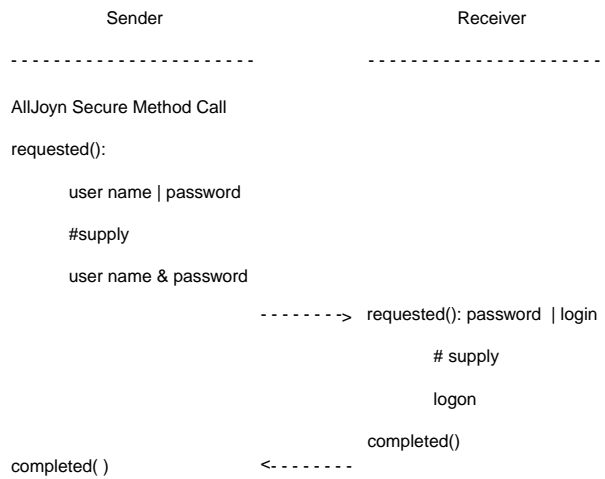 Sender Receiver
- - - - - - - - - - - - - - - - - - - - - - - - - - - - - - - - - - - - - - - - - - - - -
AllJoyn Secure Method Call
requested():
user name | password
#supply
user name & password
- - - - - - - -> requested(): password | login
# supply
logon
completed()
completed( ) <- - - - - - - -